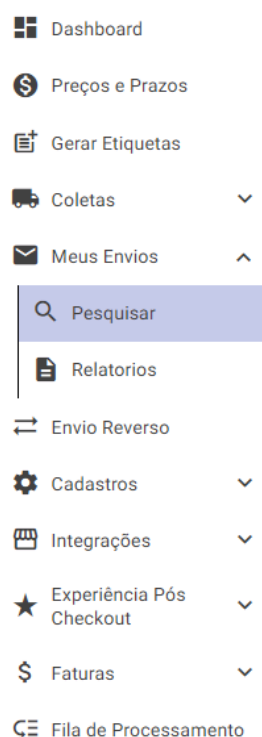 Dashboard
Preços e Prazos
Gerar Etiquetas
Coletas
Meus Envios
Pesquisar
Relatorios
Envio Reverso
Cadastros
Integrações
Experiência Pós
Checkout
Faturas
Fila de Processamento